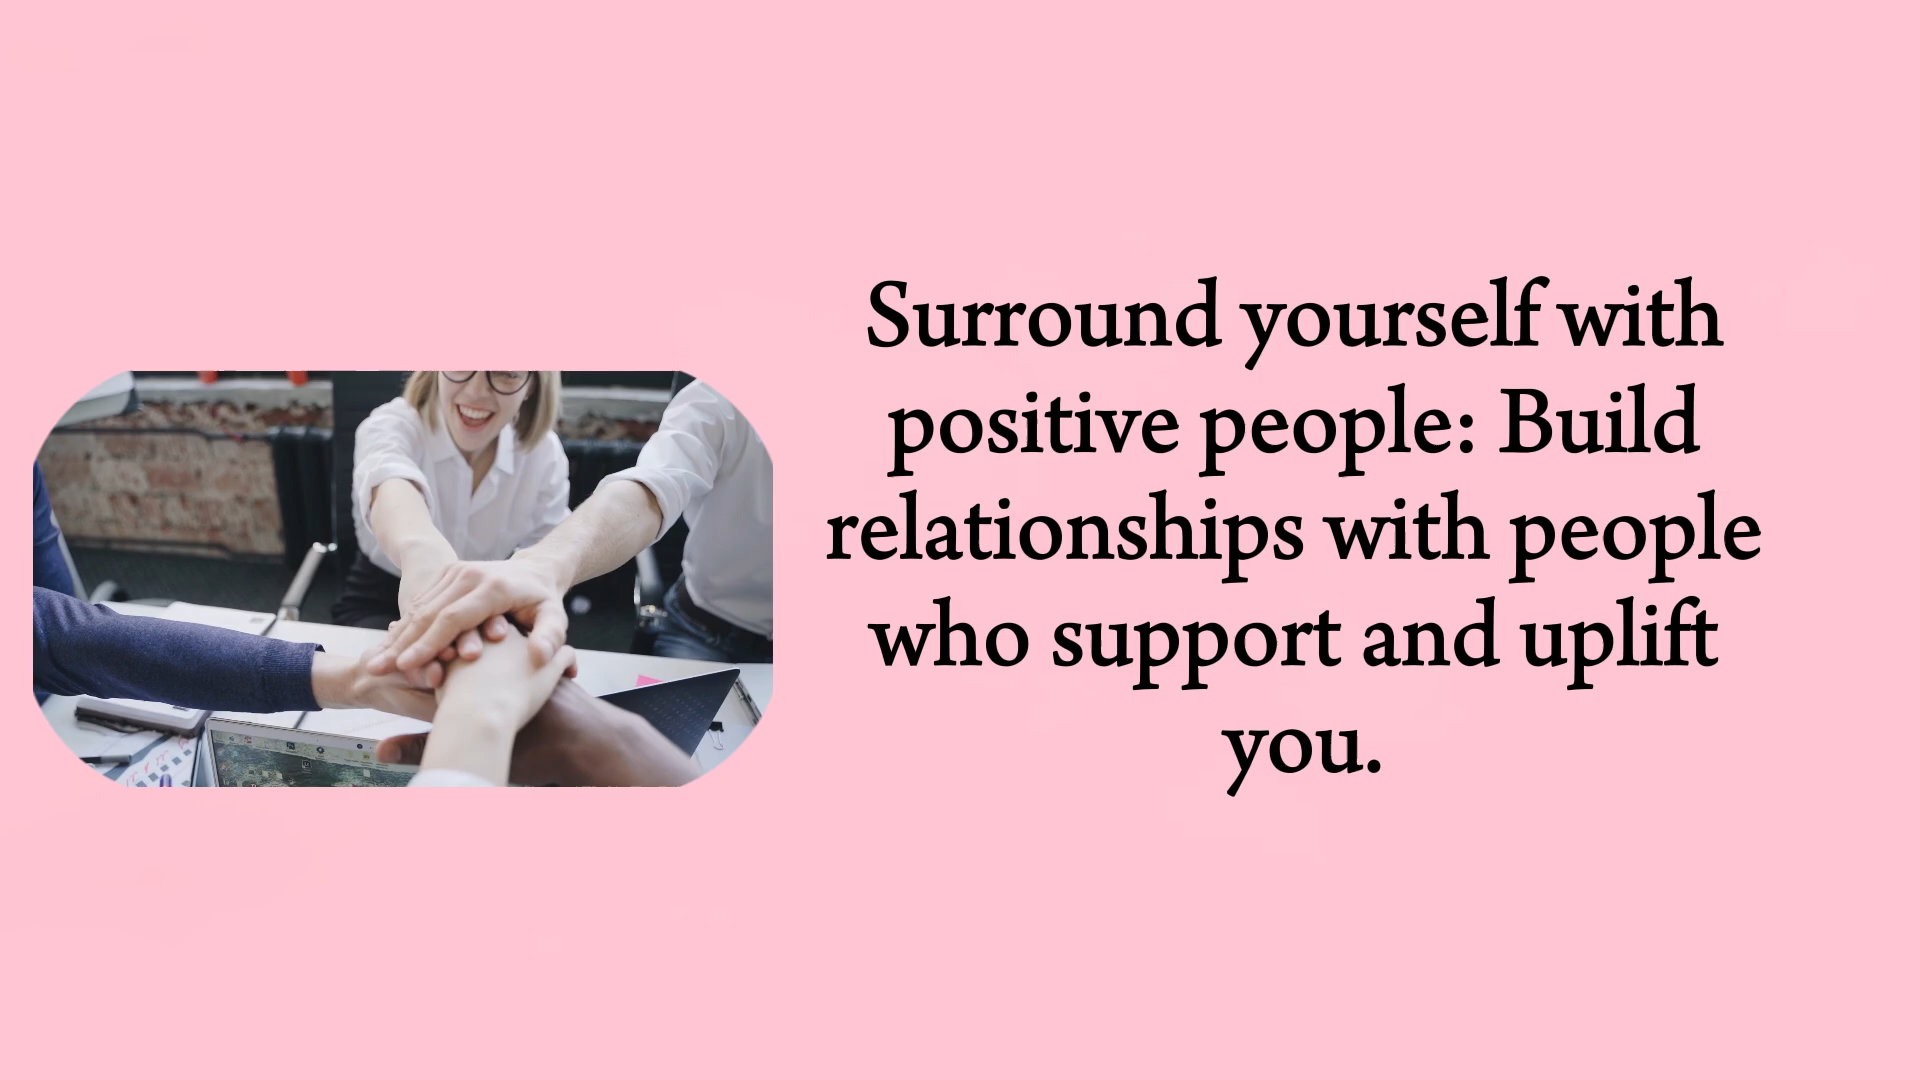 Surround yourself with
positive people: Build
relationships with people
who support and uplift
you.